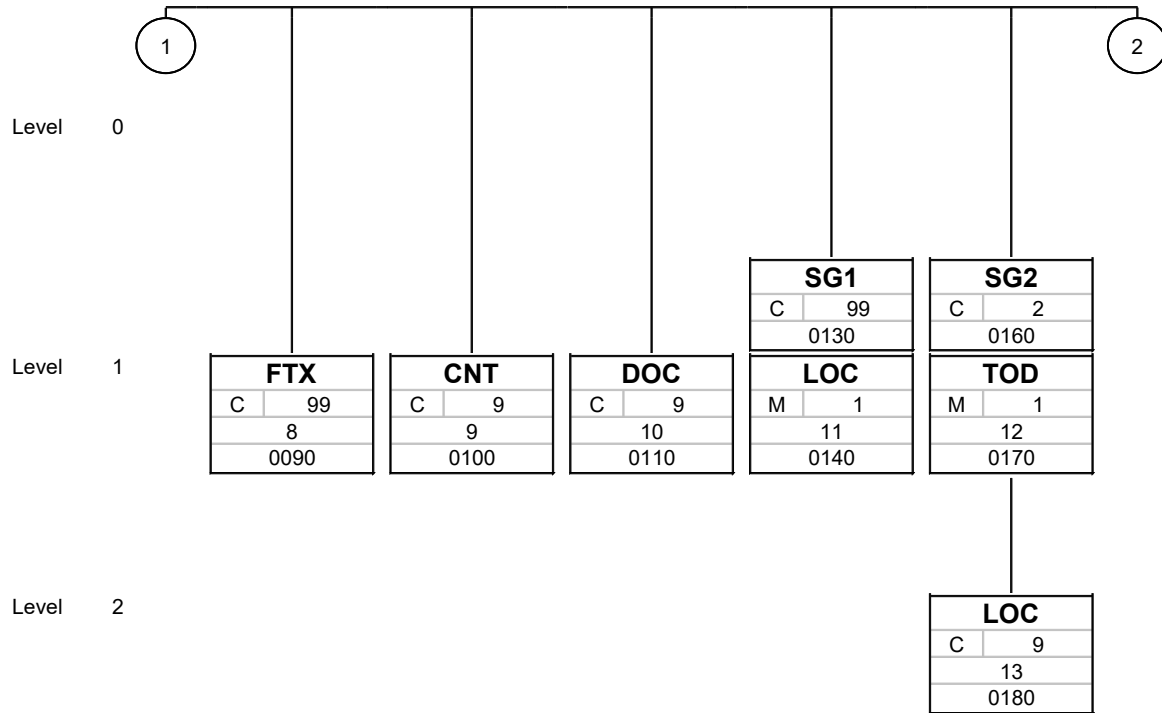 1 2
Level 0
SG1 SG2
C 99 C 2
0130 0160
Level 1
FTX CNT DOC LOC TOD
C 99 C 9 C 9 M 1 M 1
8 9 10 11 12
0090 0100 0110 0140 0170
Level 2
LOC
C 9
13
0180